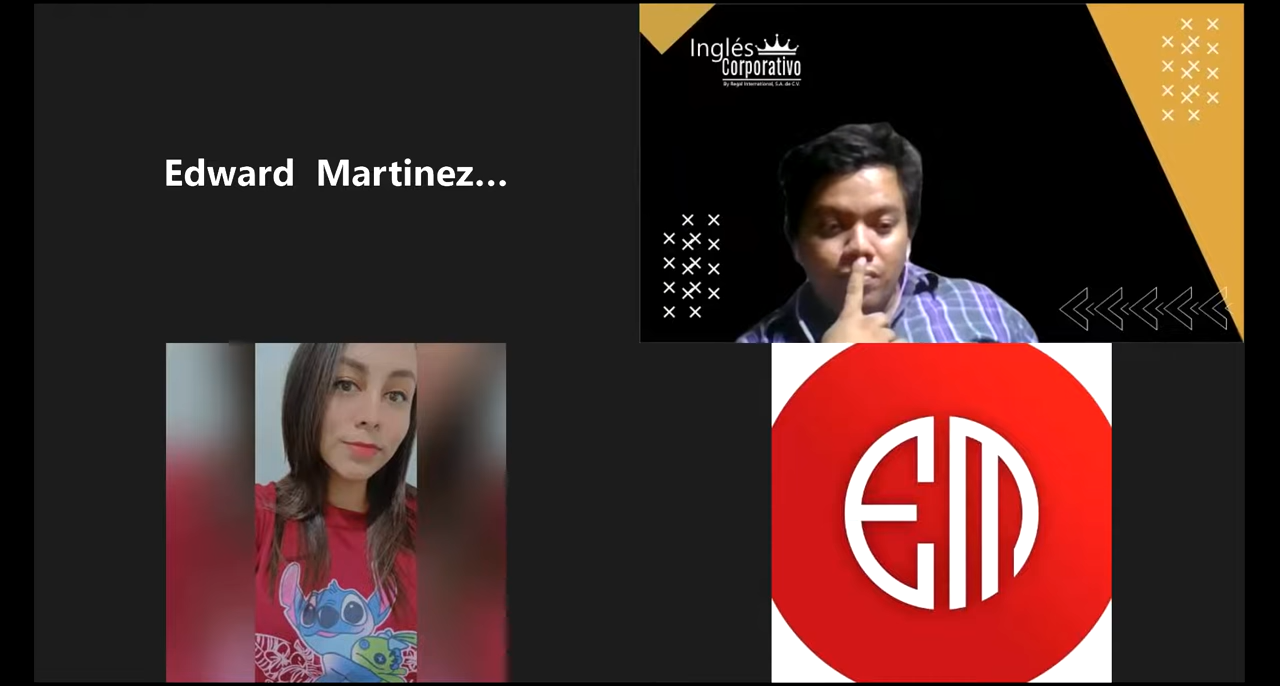 Edward Martinez...
Inglés
Corporativo
By Regal International, S.A. de C.V.
EM